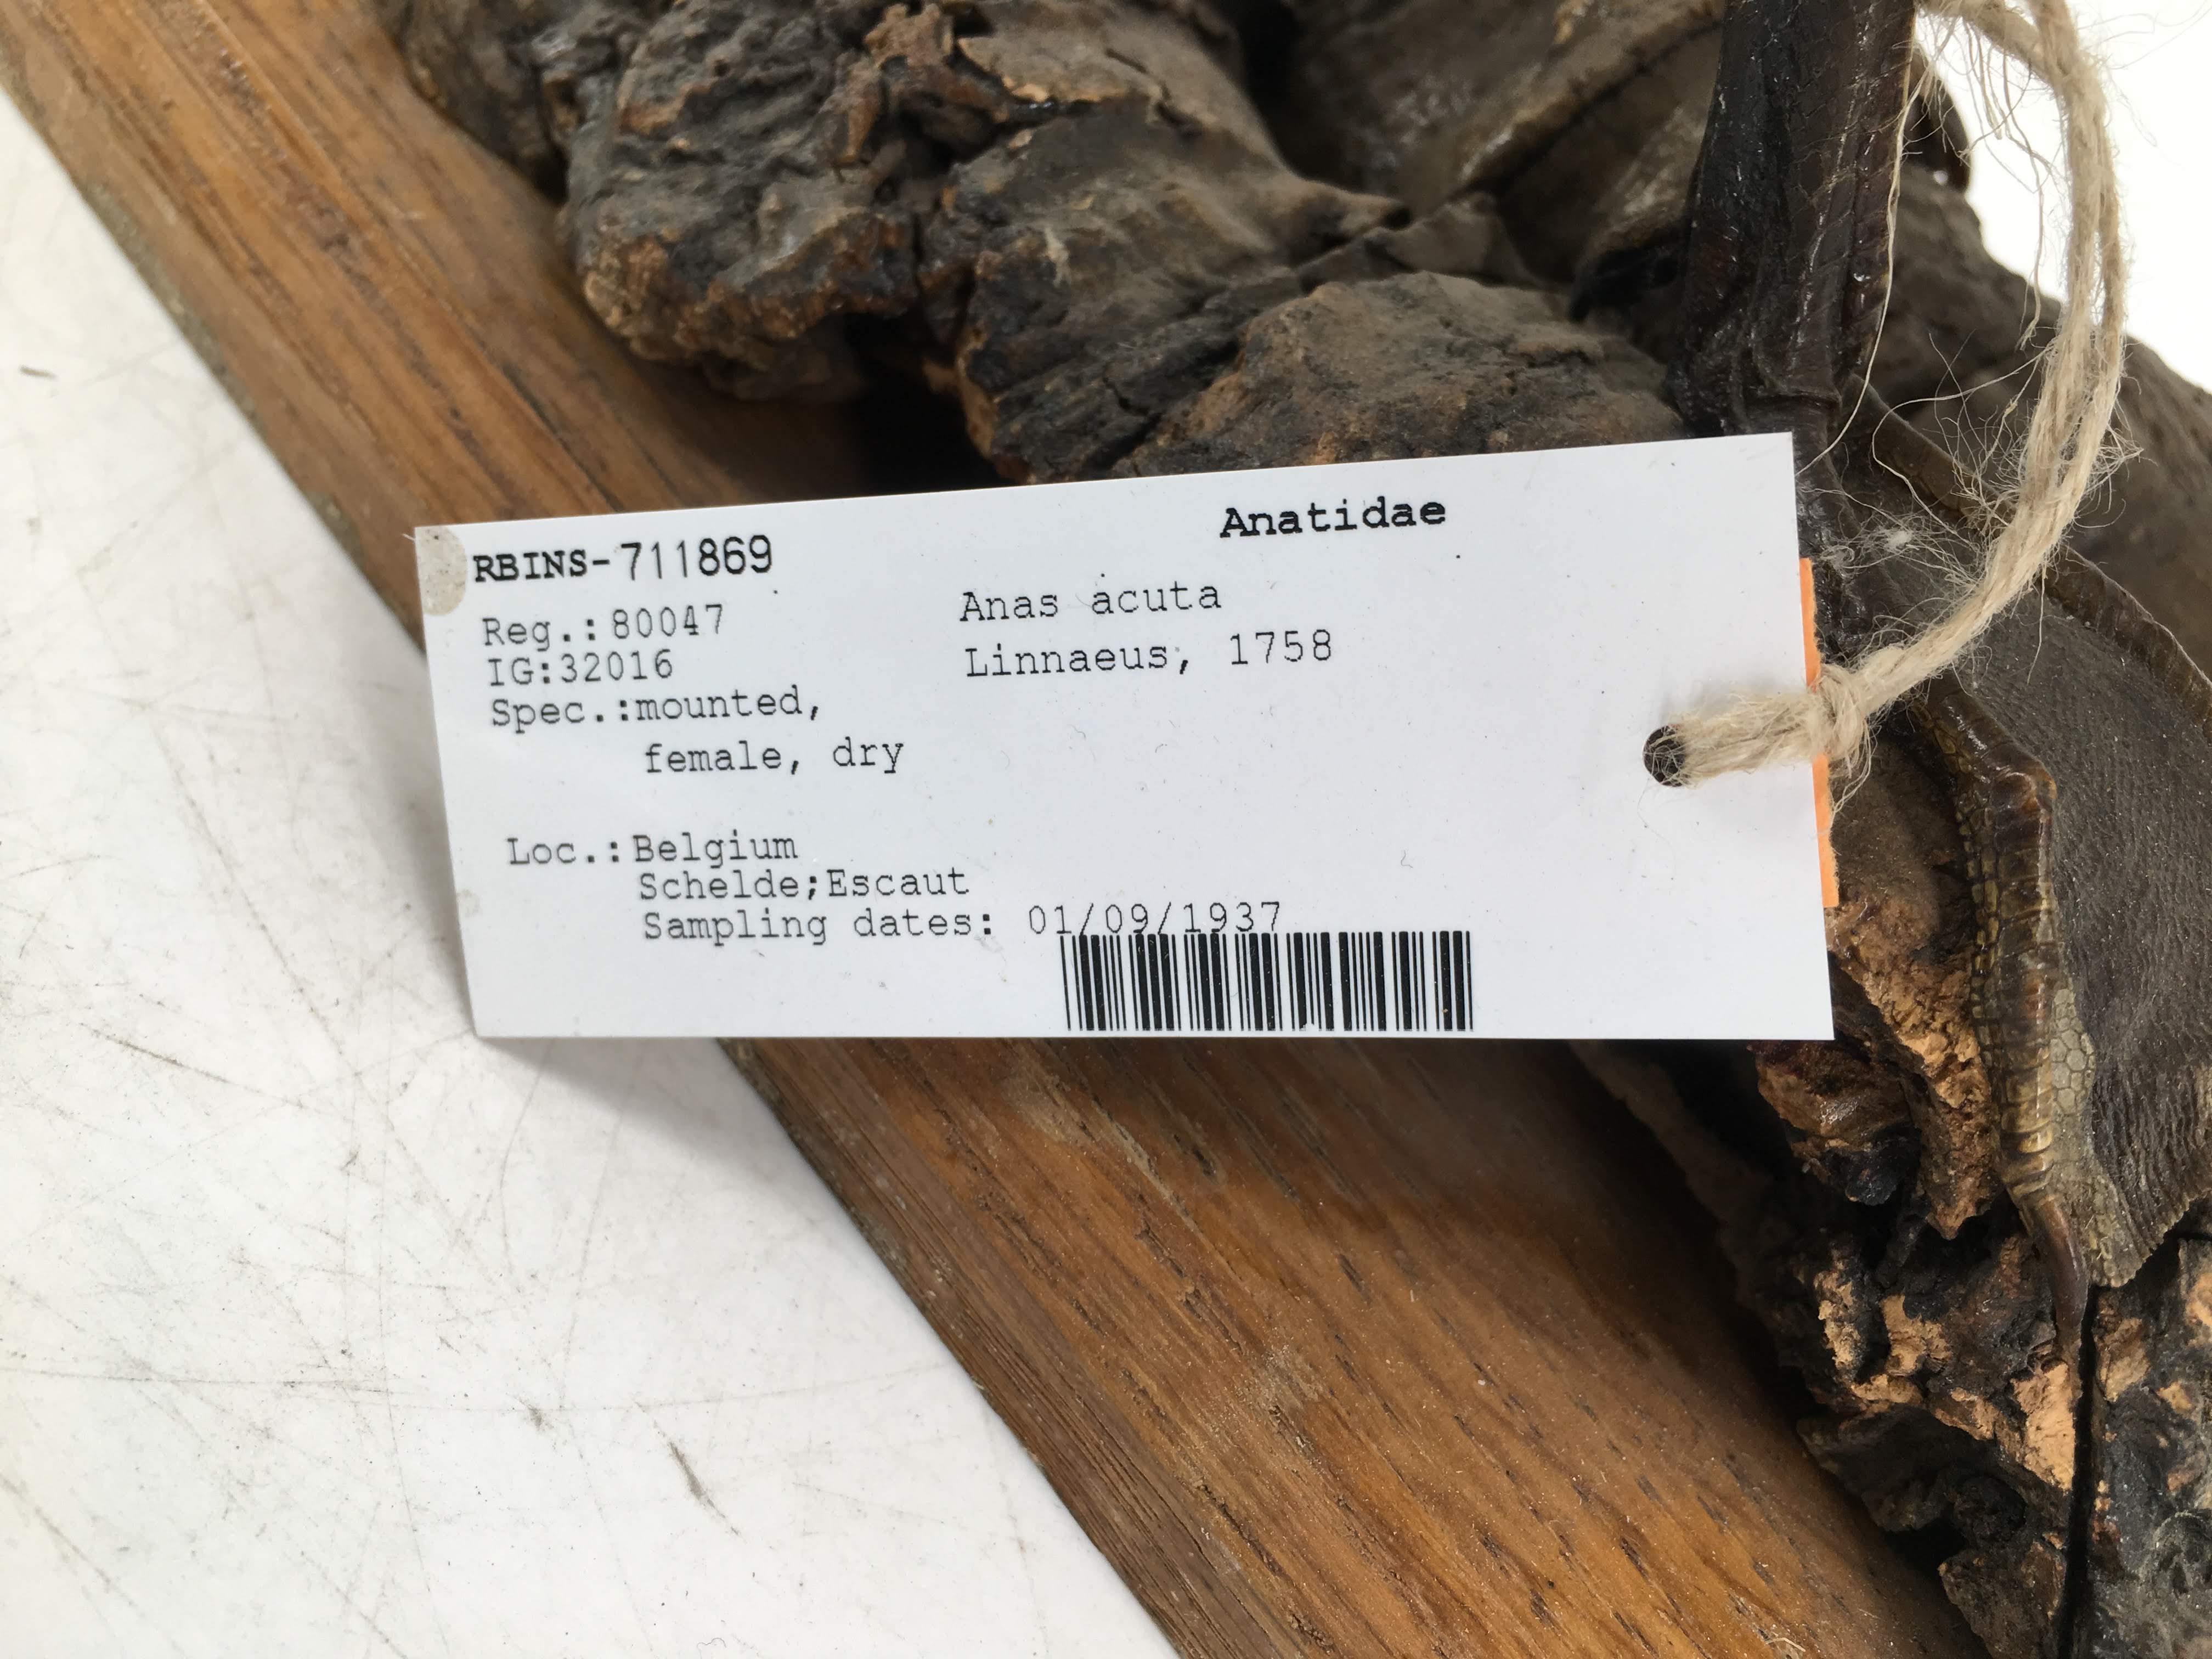 RBINS-711869
Anatidae
Reg.:80047
IG:32016
Spec.:mounted,
female, dry
Anas acuta
Linnaeus, 1758
Loc.:Belgium
Schelde;Escaut
Sampling dates: 01/09/1937